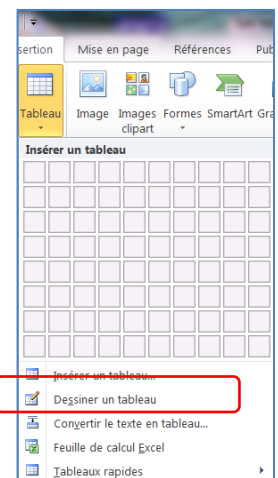 sertion Mise en page Références Pub
Tableau Image Images clipart Formes SmartArt Gra
Insérer un tableau
Insérer un tableau...
Dessiner un tableau
Convertir le texte en tableau...
Feuille de calcul Excel
Tableaux rapides